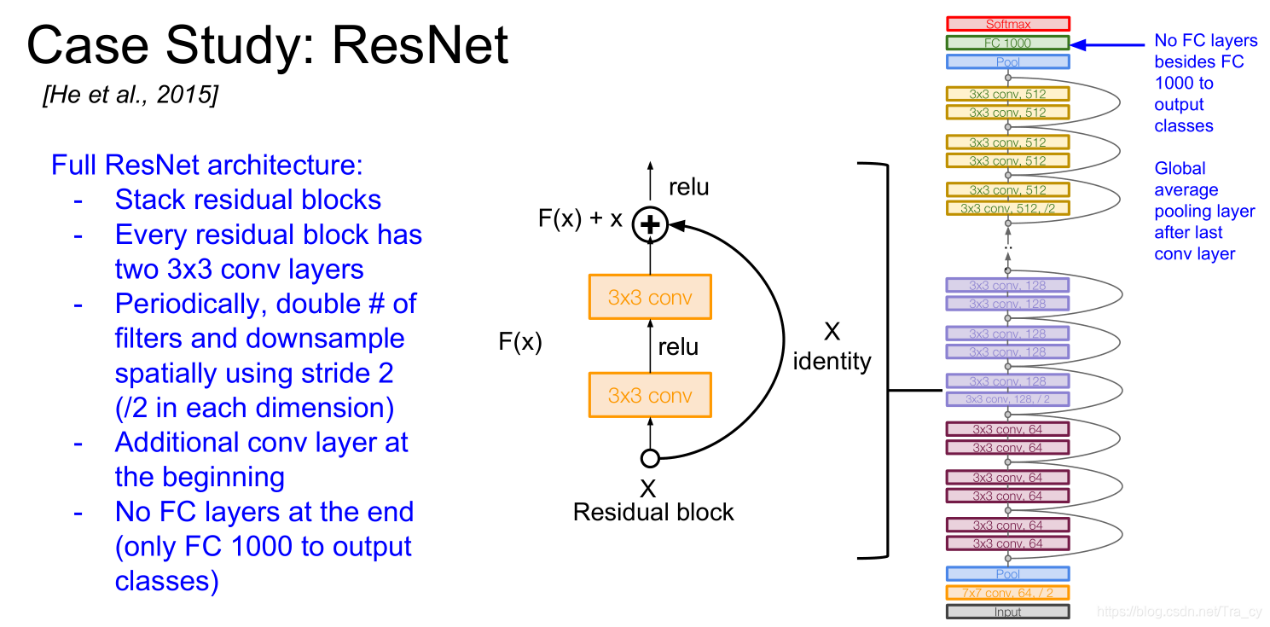 Case Study: ResNet
[He et al., 2015]
Full ResNet architecture:
- Stack residual blocks
- Every residual block has
two 3x3 conv layers
- Periodically, double # of
filters and downsample
spatially using stride 2
(/2 in each dimension)
- Additional conv layer at
the beginning
- No FC layers at the end
(only FC 1000 to output
classes)
relu
F(x) + x
3x3 conv
F(x)
relu
3x3 conv
X
identity
X
Residual block
Softmax
FC 1000
Pool
3x3 conv, 512
3x3 conv, 512
3x3 conv, 512
3x3 conv, 512
3x3 conv, 512
3x3 conv, 512, /2
..
3x3 conv, 128
3x3 conv, 128
3x3 conv, 128
3x3 conv, 128
3x3 conv, 128
3x3 conv, 128, / 2
3x3 conv, 64
3x3 conv, 64
3x3 conv, 64
3x3 conv, 64
3x3 conv, 64
3x3 conv, 64
Pool
7x7 conv, 64, / 2
Input
No FC layers
besides FC
1000 to
output
classes
Global
average
pooling layer
after last
conv layer
https://blog.csdn.net/Tra_cy